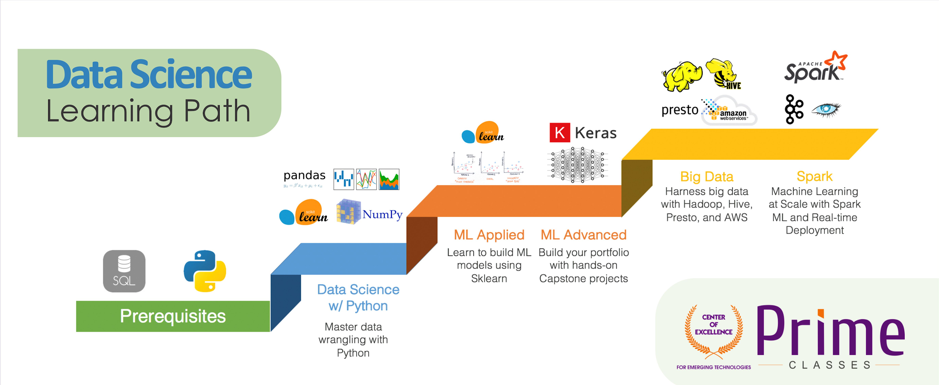 Data Science
Learning Path
SQL
Prerequisites
pandas
learn
NumPy
Data Science
w/ Python
Master data
wrangling with
Python
learn
ML Applied
Learn to build ML
models using
Sklearn
K Keras
ML Advanced
Build your portfolio
with hands-on
Capstone projects
HIVE
presto
amazon
webservices
Big Data
Harness big data
with Hadoop, Hive,
Presto, and AWS
APACHE
Spark
Spark
Machine Learning
at Scale with Spark
ML and Real-time
Deployment
CENTER
OF
EXCELLENCE
FOR EMERGING TECHNOLOGIES
Prime
CLASSES